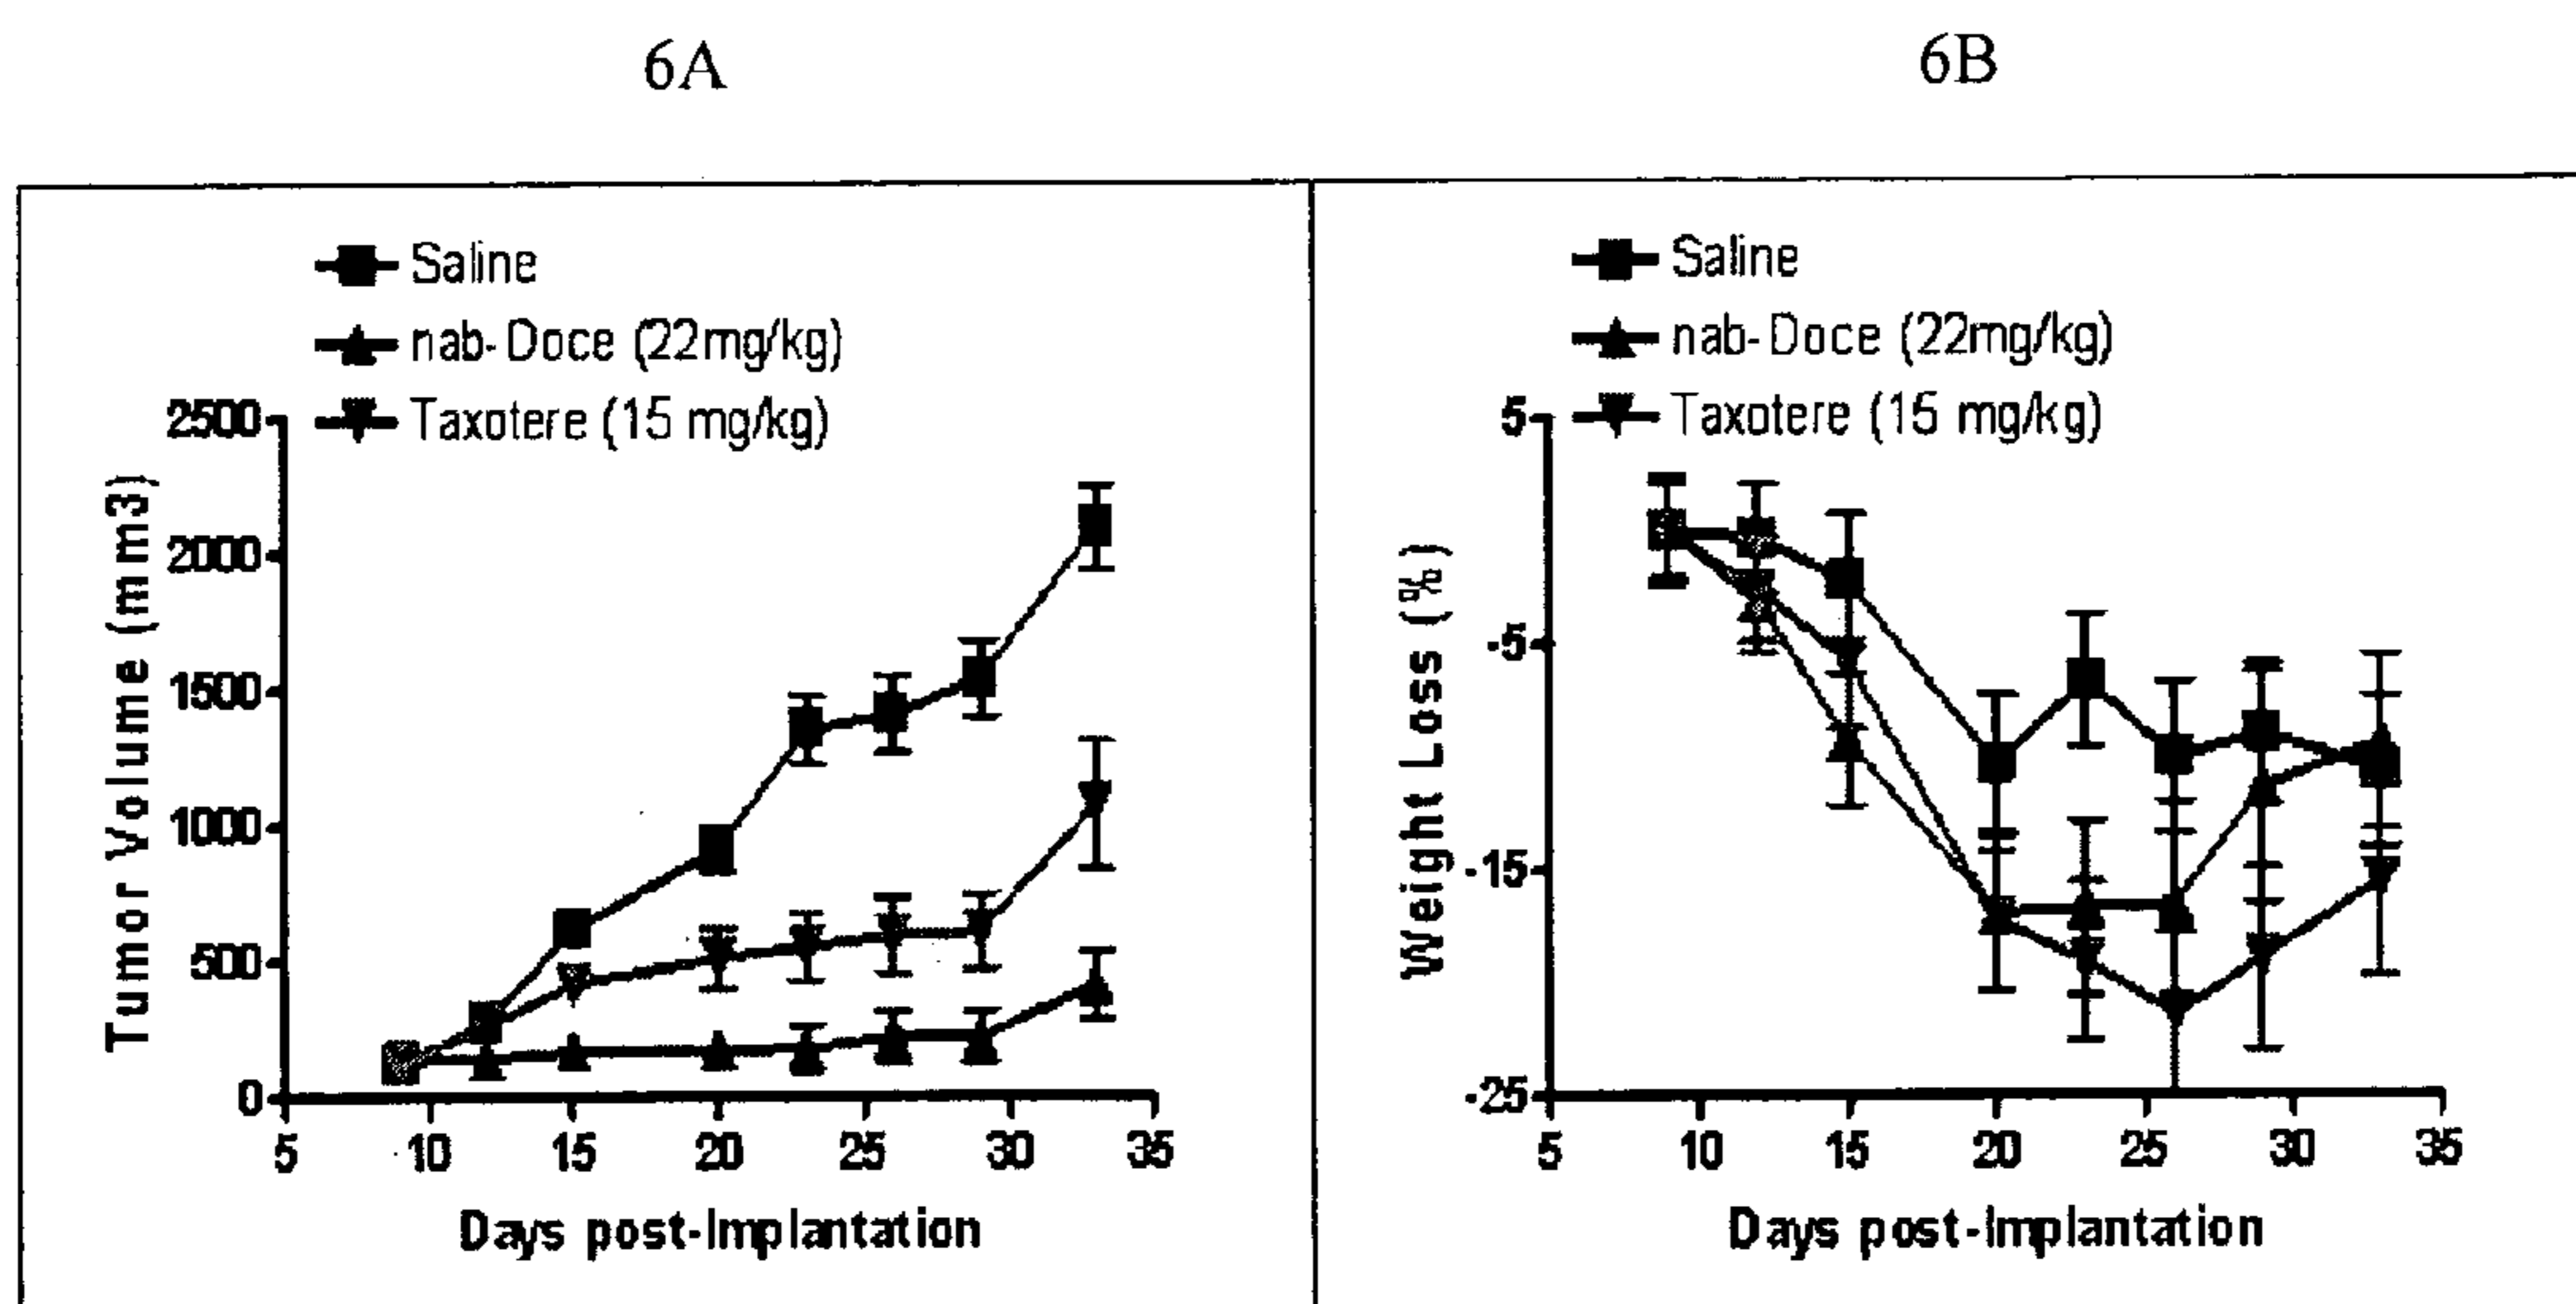 6A
6B
Saline
nab-Doce (22mg/kg)
Taxotere (15 mg/kg)
2500
2000
1500
1000
500
0
Tumor Volume (mm3)
5 10 15 20 25 30 35
Days post-Implantation
Saline
nab-Doce (22mg/kg)
Taxotere (15 mg/kg)
5
-5
-15
-25
Weight Loss (%)
5 10 15 20 25 30 35
Days post-Implantation